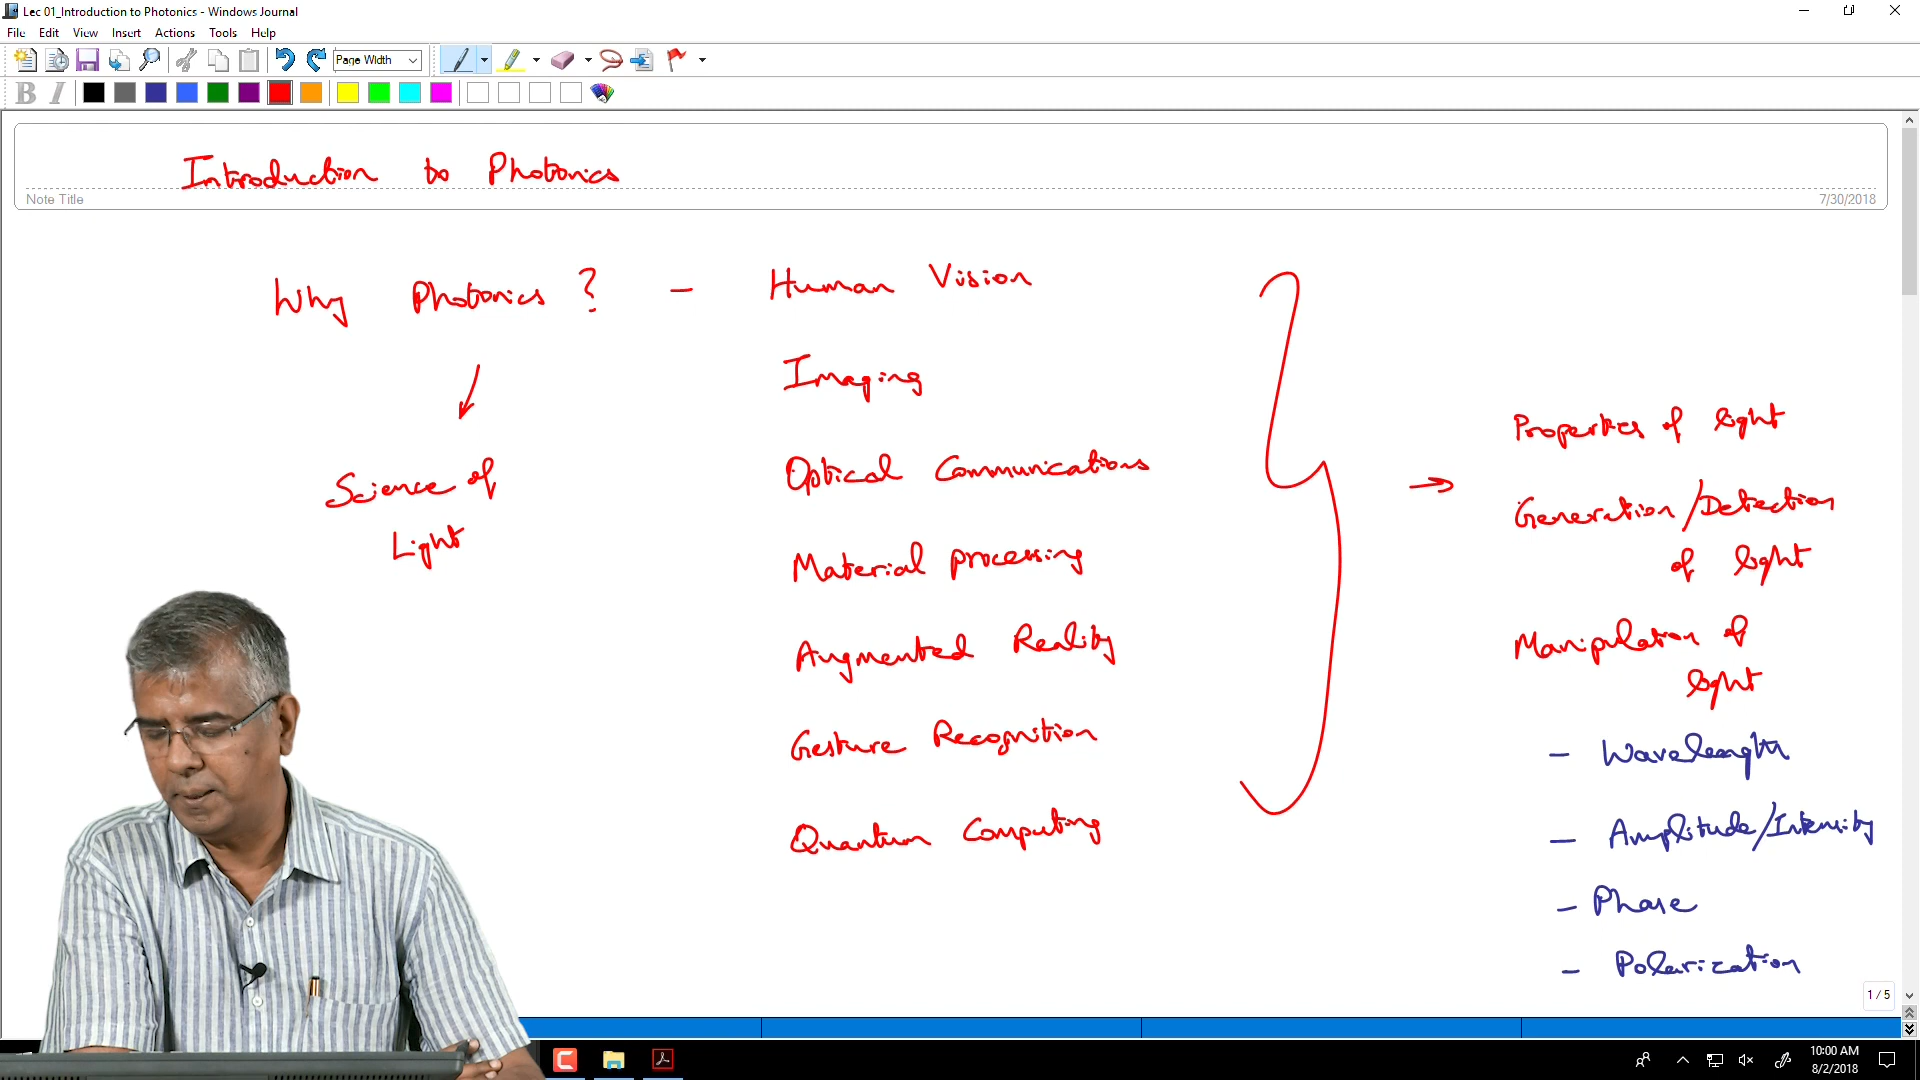 Lec 01_Introduction to Photonics - Windows Journal
File Edit View Insert Actions Tools Help
Page Width
B I
Introduction to Photonics
Note Title 7/30/2018
Why Photonics ? - Human Vision
Imaging
Optical Communications
Material processing
Augmented Reality
Gesture Recognition
Quantum Computing
Science of
Light
→ Properties of light
Generation/Detection
of light
Manipulation of
light
- Wavelength
- Amplitude/Intensity
- Phase
- Polarization
1 / 5
10:00 AM
8/2/2018